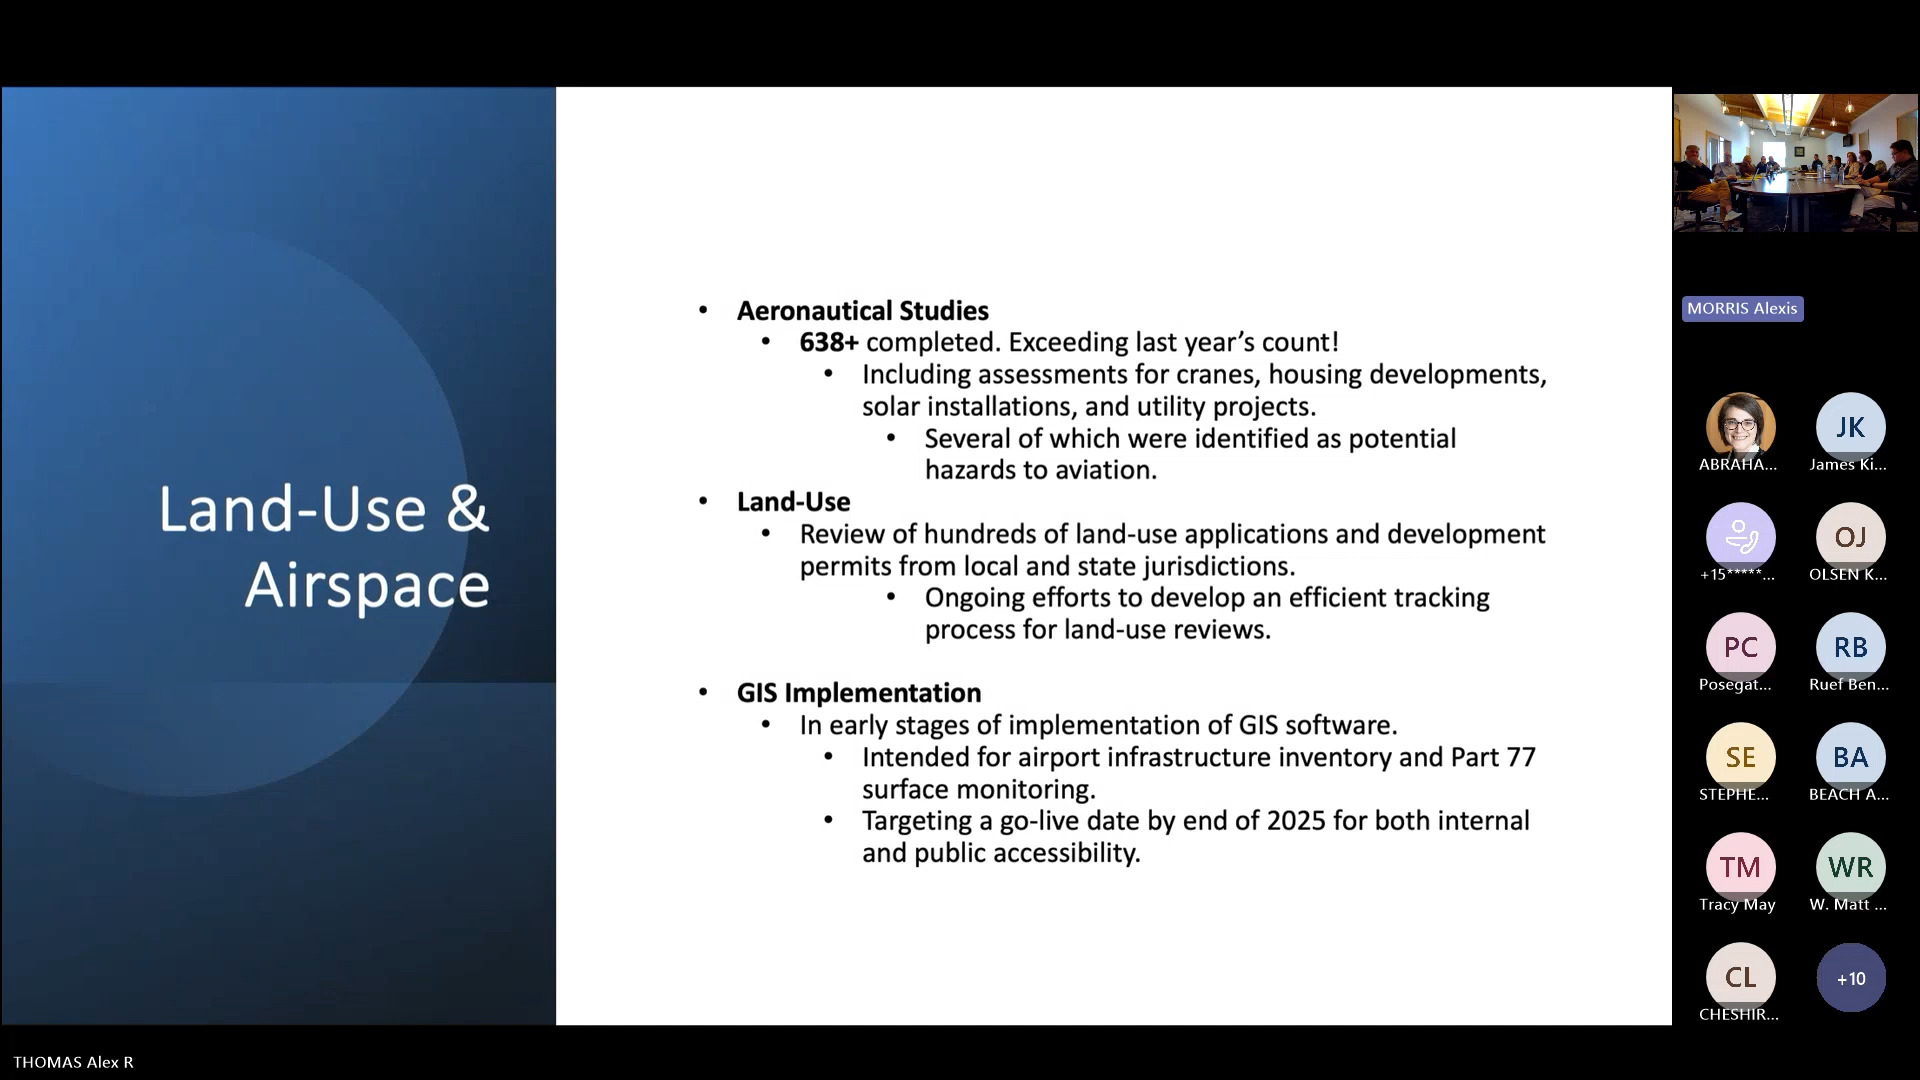 Land-Use &
Airspace
• Aeronautical Studies
• 638+ completed. Exceeding last year’s count!
• Including assessments for cranes, housing developments,
solar installations, and utility projects.
• Several of which were identified as potential
hazards to aviation.
• Land-Use
• Review of hundreds of land-use applications and development
permits from local and state jurisdictions.
• Ongoing efforts to develop an efficient tracking
process for land-use reviews.
• GIS Implementation
• In early stages of implementation of GIS software.
• Intended for airport infrastructure inventory and Part 77
surface monitoring.
• Targeting a go-live date by end of 2025 for both internal
and public accessibility.
MORRIS Alexis
ABRAHA...
JK
James Ki...
+15*****...
OJ
OLSEN K...
PC
Posegat...
RB
Ruef Ben...
SE
STEPHE...
BA
BEACH A...
TM
Tracy May
WR
W. Matt ...
CL
CHESHIR...
+10
THOMAS Alex R